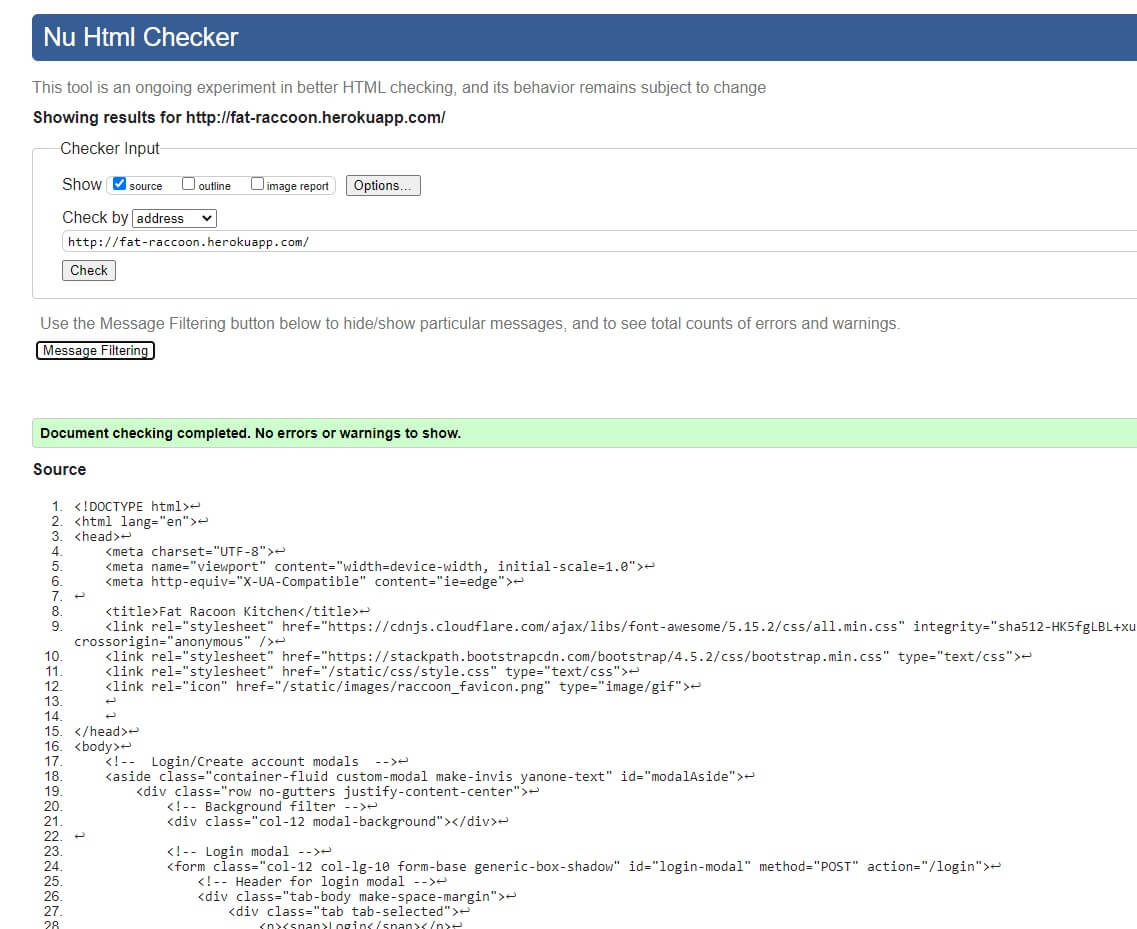 Nu Html Checker
This tool is an ongoing experiment in better HTML checking, and its behavior remains subject to change
Showing results for http://fat-raccoon.herokuapp.com/
Checker Input
Show source outline image report Options...
Check by address
http://fat-raccoon.herokuapp.com/
Check
Use the Message Filtering button below to hide/show particular messages, and to see total counts of errors and warnings.
Message Filtering
Document checking completed. No errors or warnings to show.
Source
1. <!DOCTYPE html>↩
2. <html lang="en">↩
3. <head>↩
4. <meta charset="UTF-8">↩
5. <meta name="viewport" content="width=device-width, initial-scale=1.0">↩
6. <meta http-equiv="X-UA-Compatible" content="ie=edge">↩
7. ↩
8. <title>Fat Racoon Kitchen</title>↩
9. <link rel="stylesheet" href="https://cdnjs.cloudflare.com/ajax/libs/font-awesome/5.15.2/css/all.min.css" integrity="sha512-HK5fgLBL+xu
crossorigin="anonymous" />↩
10. <link rel="stylesheet" href="https://stackpath.bootstrapcdn.com/bootstrap/4.5.2/css/bootstrap.min.css" type="text/css">↩
11. <link rel="stylesheet" href="/static/css/style.css" type="text/css">↩
12. <link rel="icon" href="/static/images/raccoon_favicon.png" type="image/gif">↩
13. ↩
14. ↩
15. </head>↩
16. <body>↩
17. <!--  Login/Create account modals  -->↩
18. <aside class="container-fluid custom-modal make-invis yanone-text" id="modalAside">↩
19. <div class="row no-gutters justify-content-center">↩
20. <!-- Background filter -->↩
21. <div class="col-12 modal-background"></div>↩
22. ↩
23. <!-- Login modal -->↩
24. <form class="col-12 col-lg-10 form-base generic-box-shadow" id="login-modal" method="POST" action="/login">↩
25. <!-- Header for login modal -->↩
26. <div class="tab-body make-space-margin">↩
27. <div class="tab tab-selected">↩
28. <p><span>Login</span></p>↩